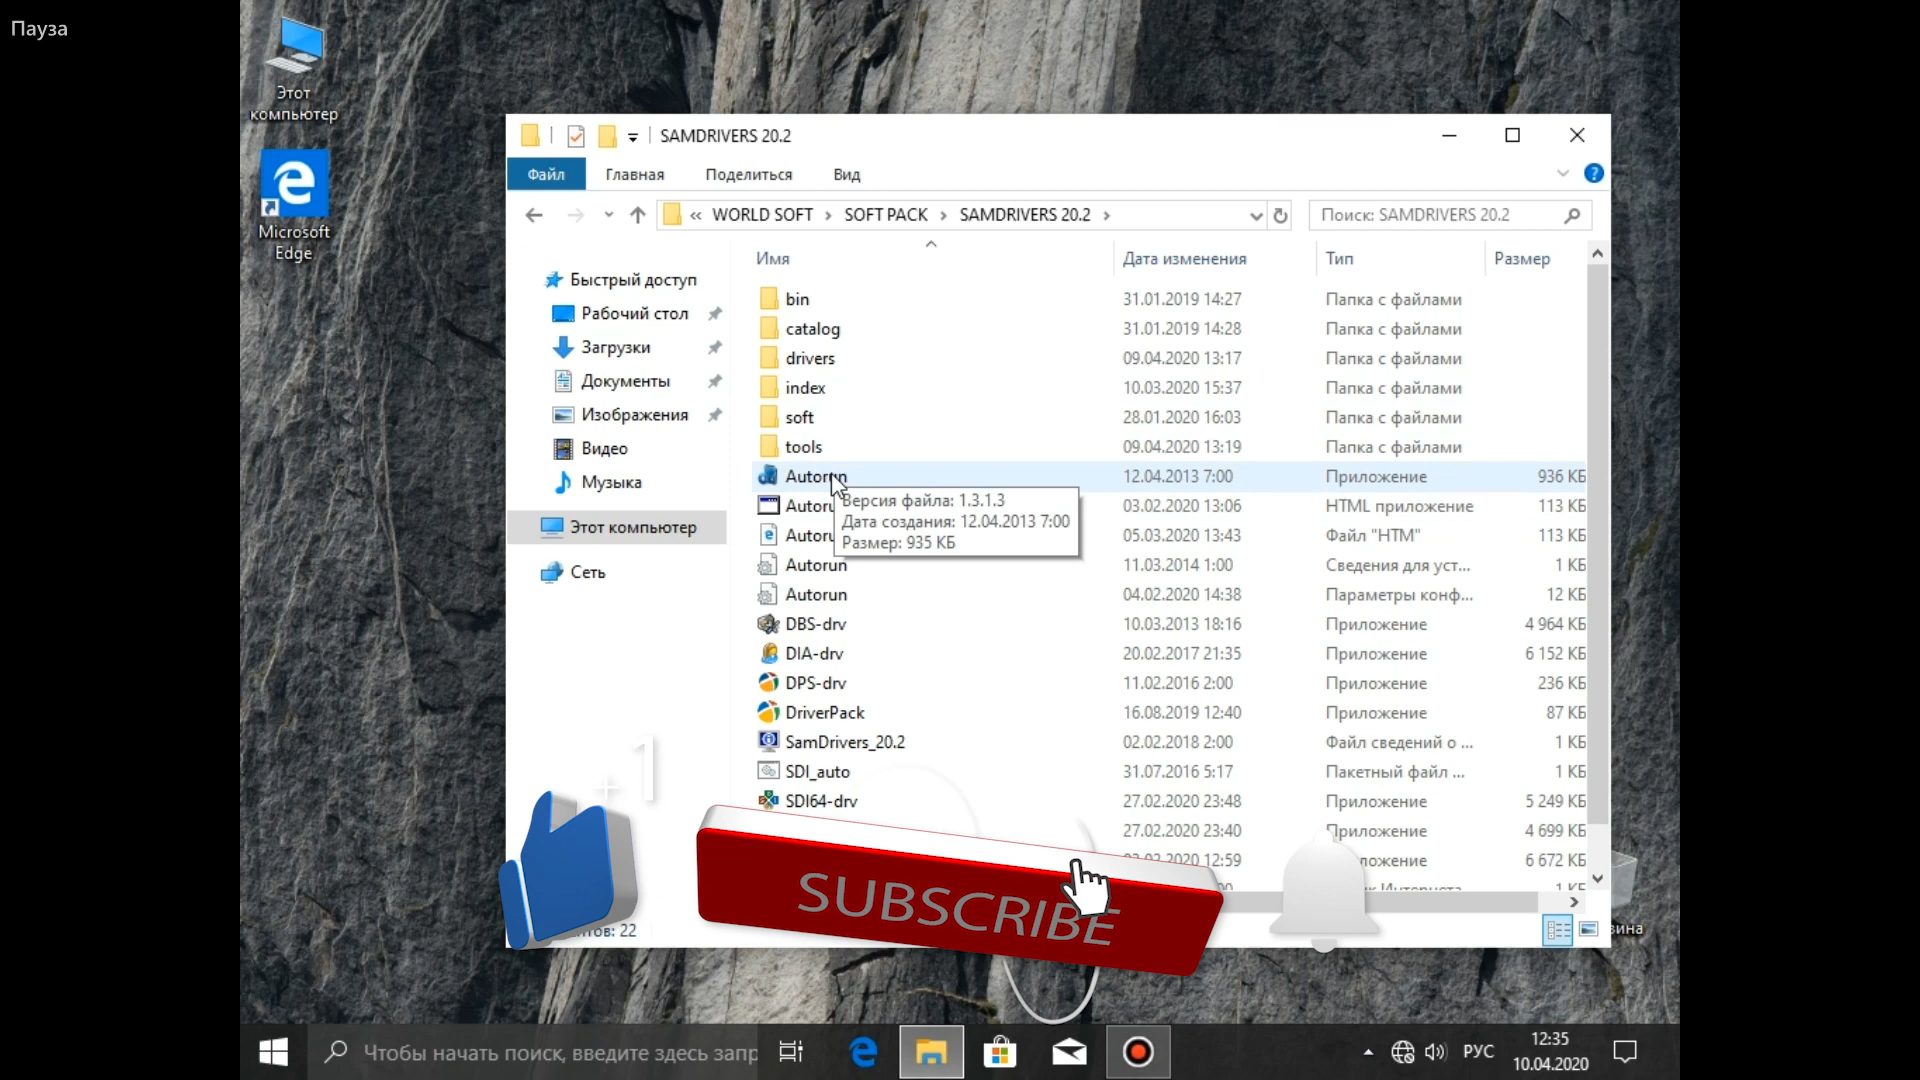 Пауза
Этот
компьютер
Microsoft
Edge
SAMDRIVERS 20.2
Файл Главная Поделиться Вид
« WORLD SOFT › SOFT PACK › SAMDRIVERS 20.2 ›
Поиск: SAMDRIVERS 20.2
Быстрый доступ
Рабочий стол
Загрузки
Документы
Изображения
Видео
Музыка
Этот компьютер
Сеть
Имя Дата изменения Тип Размер
bin 31.01.2019 14:27 Папка с файлами
catalog 31.01.2019 14:28 Папка с файлами
drivers 09.04.2020 13:17 Папка с файлами
index 10.03.2020 15:37 Папка с файлами
soft 28.01.2020 16:03 Папка с файлами
tools 09.04.2020 13:19 Папка с файлами
Autorun 12.04.2013 7:00 Приложение 936 КБ
Autoru 03.02.2020 13:06 HTML приложение 113 КБ
Autoru 05.03.2020 13:43 Файл "HTM" 113 КБ
Autorun 11.03.2014 1:00 Сведения для уст... 1 КБ
Autorun 04.02.2020 14:38 Параметры конф... 12 КБ
DBS-drv 10.03.2013 18:16 Приложение 4 964 КБ
DIA-drv 20.02.2017 21:35 Приложение 6 152 КБ
DPS-drv 11.02.2016 2:00 Приложение 236 КБ
DriverPack 16.08.2019 12:40 Приложение 87 КБ
SamDrivers_20.2 02.02.2018 2:00 Файл сведений о ... 1 КБ
SDI_auto 31.07.2016 5:17 Пакетный файл ... 1 КБ
SDI64-drv 27.02.2020 23:48 Приложение 5 249 КБ
27.02.2020 23:40 Приложение 4 699 КБ
12:59 ложение 6 672 КБ
Версия файла: 1.3.1.3
Дата создания: 12.04.2013 7:00
Размер: 935 КБ
+1
SUBSCRIBE
тов: 22
зина
Чтобы начать поиск, введите здесь запр
РУС
12:35
10.04.2020